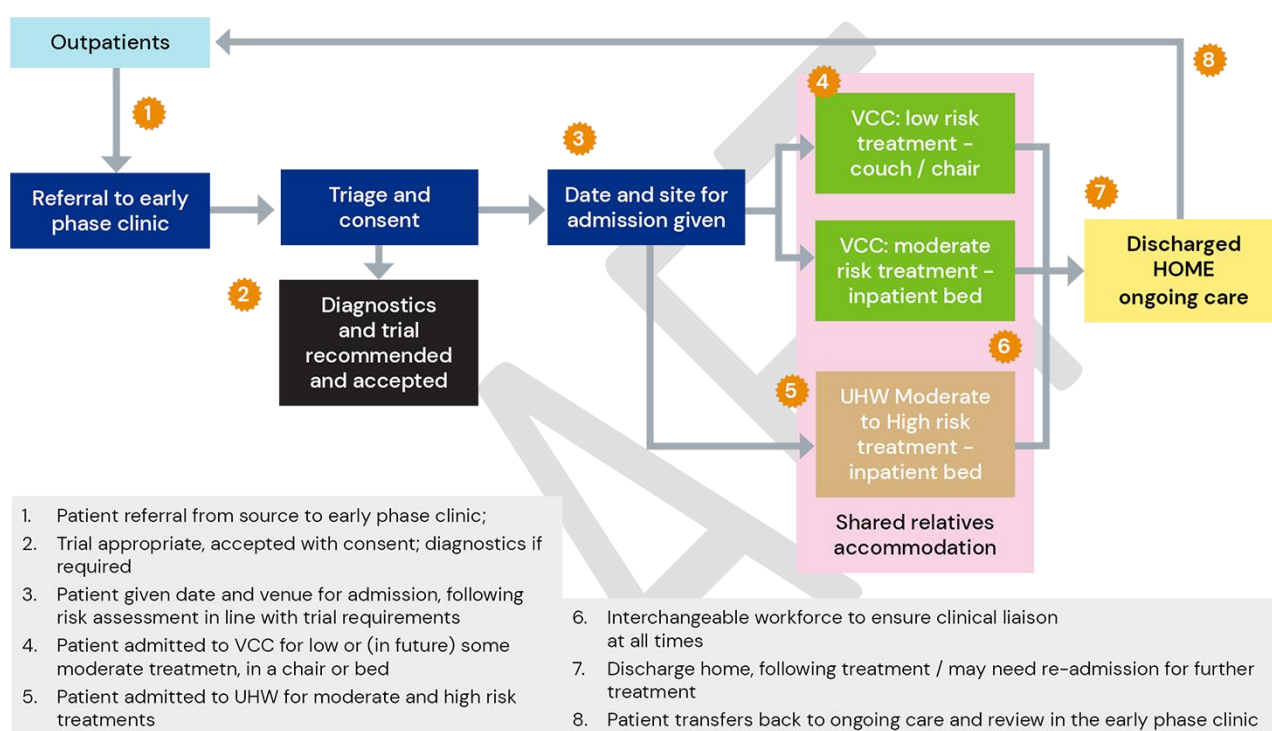 Outpatients
8
1
4
VCC: low risk
treatment -
couch / chair
3
Referral to early
phase clinic
Triage and
consent
Date and site for
admission given
7
VCC: moderate
risk treatment -
inpatient bed
Discharged
HOME
ongoing care
2
Diagnostics
and trial
recommended
and accepted
6
5
UHW Moderate
to High risk
treatment -
inpatient bed
Shared relatives
accommodation
1. Patient referral from source to early phase clinic;
2. Trial appropriate, accepted with consent; diagnostics if
required
3. Patient given date and venue for admission, following
risk assessment in line with trial requirements
4. Patient admitted to VCC for low or (in future) some
moderate treatmetn, in a chair or bed
5. Patient admitted to UHW for moderate and high risk
treatments
6. Interchangeable workforce to ensure clinical liaison
at all times
7. Discharge home, following treatment / may need re-admission for further
treatment
8. Patient transfers back to ongoing care and review in the early phase clinic